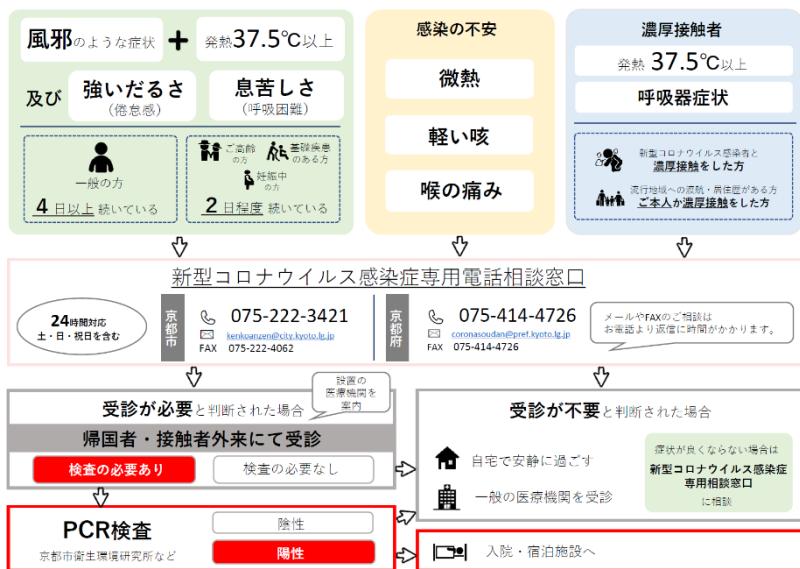 風邪のような症状 + 発熱37.5℃以上
及び 強いだるさ 息苦しさ
（倦怠感） （呼吸困難）
一般の方
4 日以上 続いている
ご高齢
の方
基礎疾患
のある方
妊娠中
の方
2 日程度 続いている
感染の不安
微熱
軽い咳
喉の痛み
濃厚接触者
発熱 37.5℃以上
呼吸器症状
新型コロナウイルス感染者と
濃厚接触をした方
流行地域への渡航・居住歴がある方
ご本人か濃厚接触をした方
新型コロナウイルス感染症専用電話相談窓口
24時間対応
土・日・祝日を含む
京都市
075-222-3421
kenkoanzen@city.kyoto.lg.jp
FAX 075-222-4062
京都府
075-414-4726
coronasoudan@pref.kyoto.lg.jp
FAX 075-414-4726
メールやFAXのご相談は
お電話より返信に時間がかかります。
受診が必要と判断された場合
設置の
医療機関を
案内
帰国者・接触者外来にて受診
検査の必要あり 検査の必要なし
受診が不要と判断された場合
自宅で安静に過ごす
一般の医療機関を受診
症状が良くならない場合は
新型コロナウイルス感染症
専用相談窓口
に相談
PCR検査
京都市衛生環境研究所など
陰性
陽性
入院・宿泊施設へ